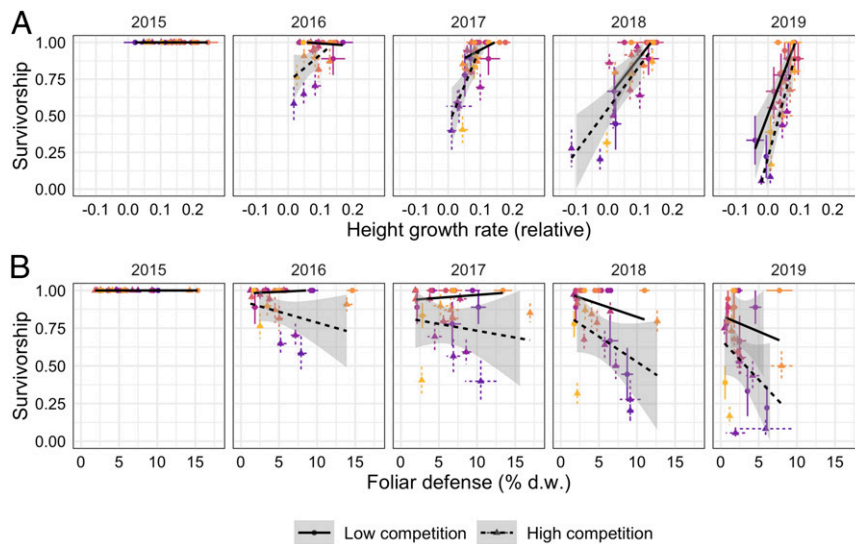 A
2015 2016 2017 2018 2019
Survivorship
1.00
0.75
0.50
0.25
0.00
-0.1 0.0 0.1 0.2 -0.1 0.0 0.1 0.2 -0.1 0.0 0.1 0.2 -0.1 0.0 0.1 0.2 -0.1 0.0 0.1 0.2
Height growth rate (relative)
B
2015 2016 2017 2018 2019
Survivorship
1.00
0.75
0.50
0.25
0.00
0 5 10 15 0 5 10 15 0 5 10 15 0 5 10 15 0 5 10 15
Foliar defense (% d.w.)
Low competition High competition